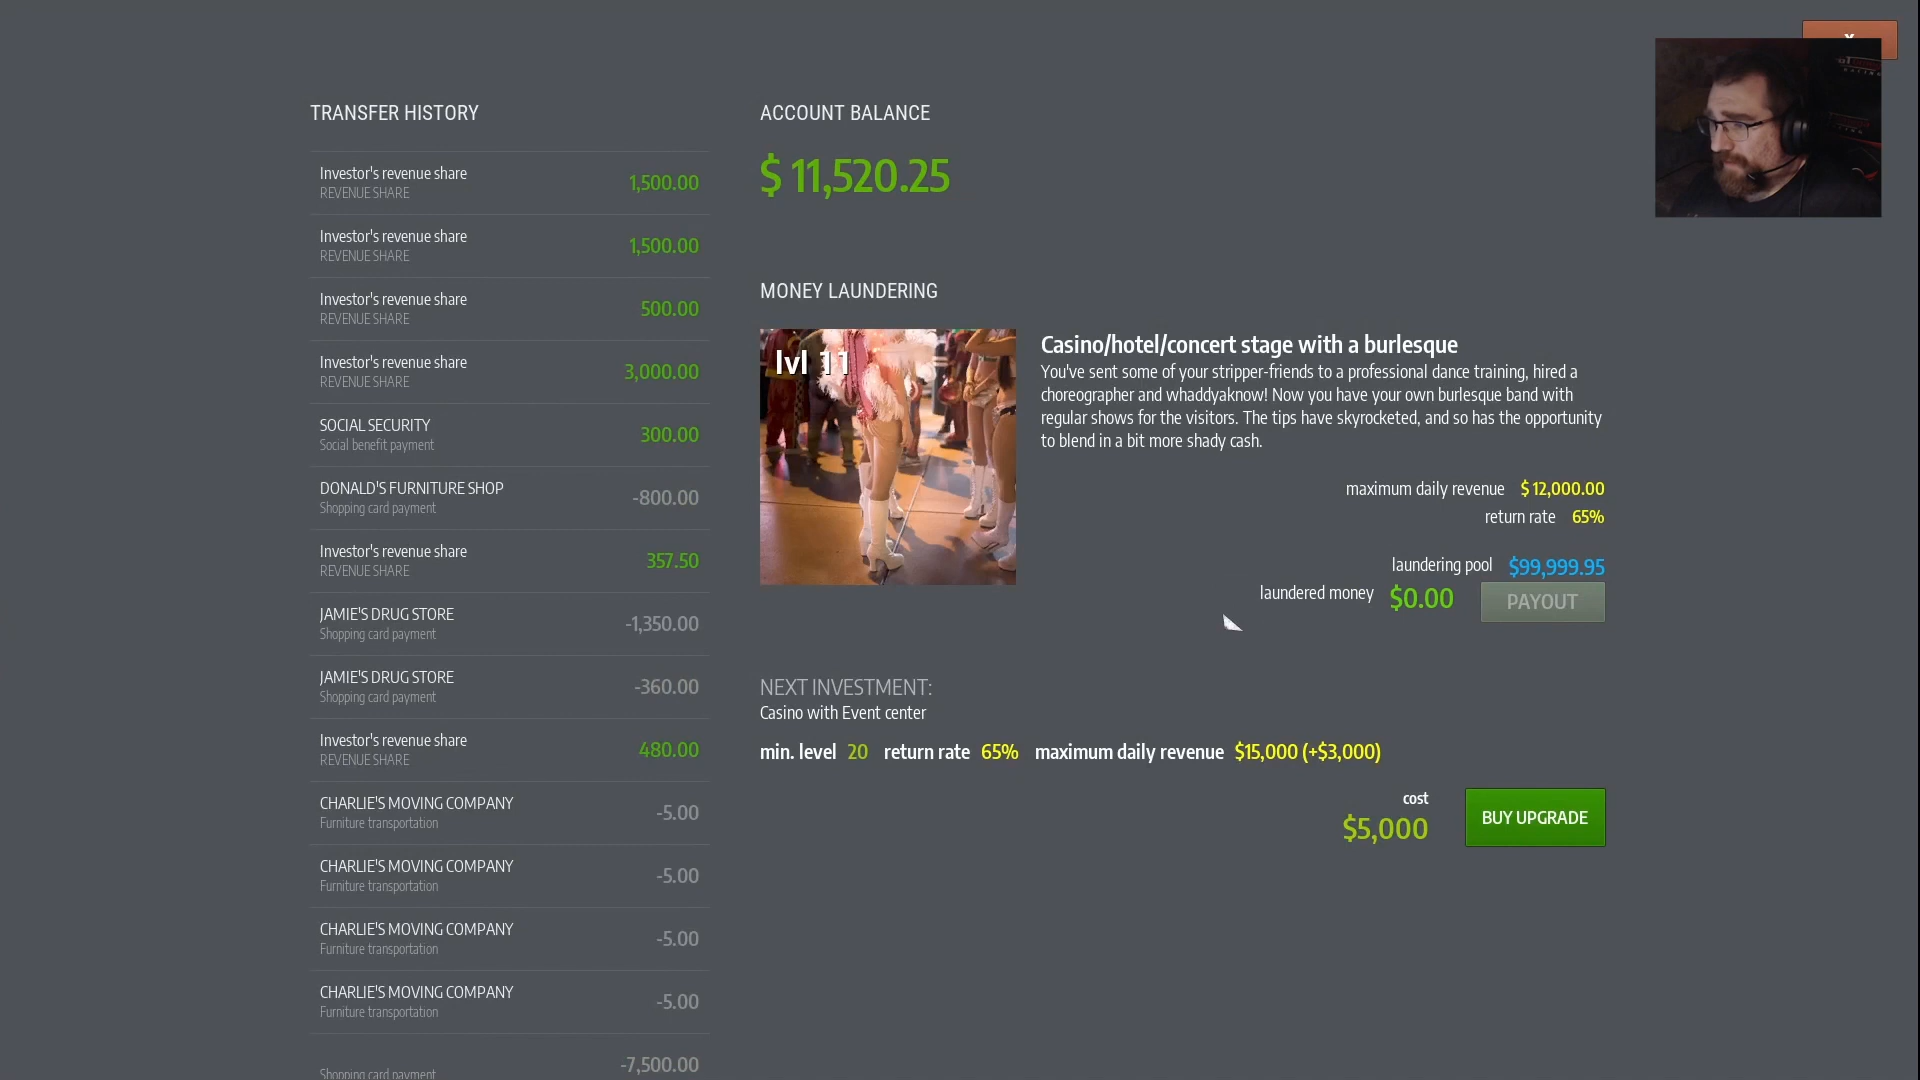 TRANSFER HISTORY
Investor's revenue share
REVENUE SHARE
1,500.00
Investor's revenue share
REVENUE SHARE
1,500.00
Investor's revenue share
REVENUE SHARE
500.00
Investor's revenue share
REVENUE SHARE
3,000.00
SOCIAL SECURITY
Social benefit payment
300.00
DONALD'S FURNITURE SHOP
Shopping card payment
-800.00
Investor's revenue share
REVENUE SHARE
357.50
JAMIE'S DRUG STORE
Shopping card payment
-1,350.00
JAMIE'S DRUG STORE
Shopping card payment
-360.00
Investor's revenue share
REVENUE SHARE
480.00
CHARLIE'S MOVING COMPANY
Furniture transportation
-5.00
CHARLIE'S MOVING COMPANY
Furniture transportation
-5.00
CHARLIE'S MOVING COMPANY
Furniture transportation
-5.00
CHARLIE'S MOVING COMPANY
Furniture transportation
-5.00
Shopping card payment
-7,500.00
ACCOUNT BALANCE
$ 11,520.25
MONEY LAUNDERING
lvl 11
Casino/hotel/concert stage with a burlesque
You've sent some of your stripper-friends to a professional dance training, hired a
choreographer and whaddyaknow! Now you have your own burlesque band with
regular shows for the visitors. The tips have skyrocketed, and so has the opportunity
to blend in a bit more shady cash.
maximum daily revenue $ 12,000.00
return rate 65%
laundering pool $99,999.95
laundered money $0.00 PAYOUT
NEXT INVESTMENT:
Casino with Event center
min. level 20 return rate 65% maximum daily revenue $15,000 (+$3,000)
cost
$5,000
BUY UPGRADE